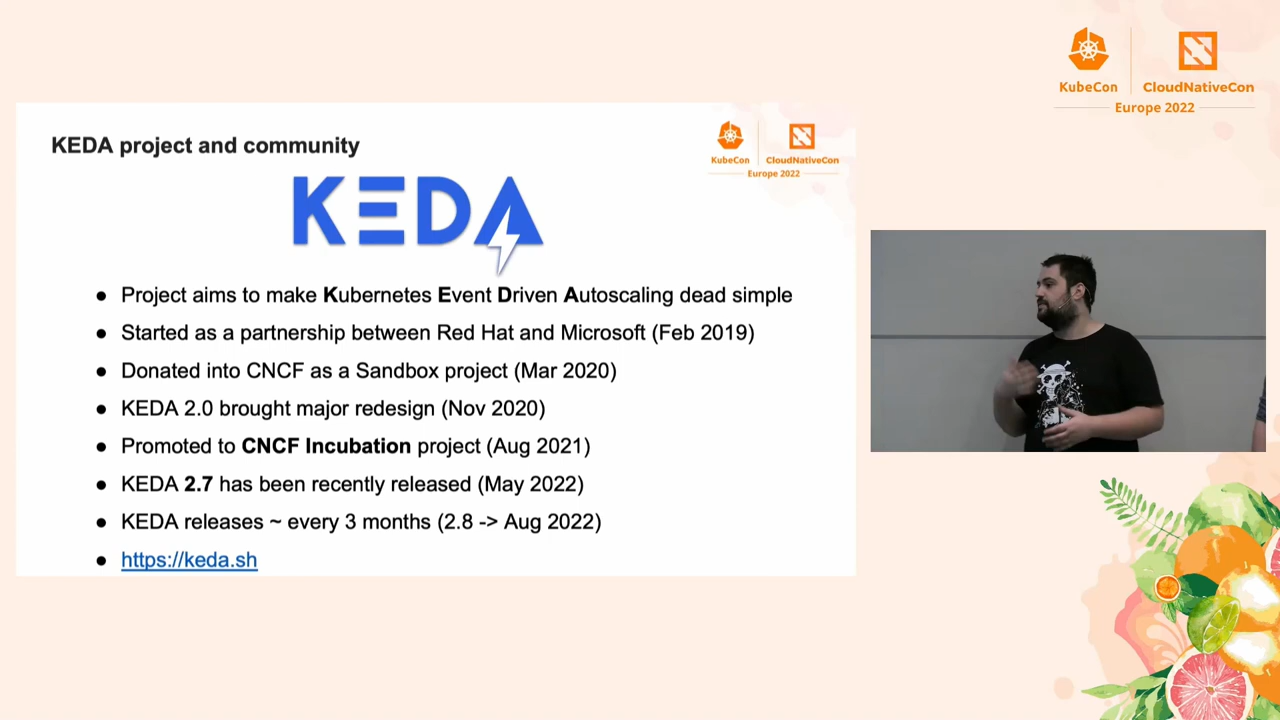 KubeCon
CloudNativeCon
Europe 2022
KEDA project and community
KubeCon
CloudNativeCon
Europe 2022
KEDA
Project aims to make Kubernetes Event Driven Autoscaling dead simple
Started as a partnership between Red Hat and Microsoft (Feb 2019)
Donated into CNCF as a Sandbox project (Mar 2020)
KEDA 2.0 brought major redesign (Nov 2020)
Promoted to CNCF Incubation project (Aug 2021)
KEDA 2.7 has been recently released (May 2022)
KEDA releases ~ every 3 months (2.8 -> Aug 2022)
https://keda.sh